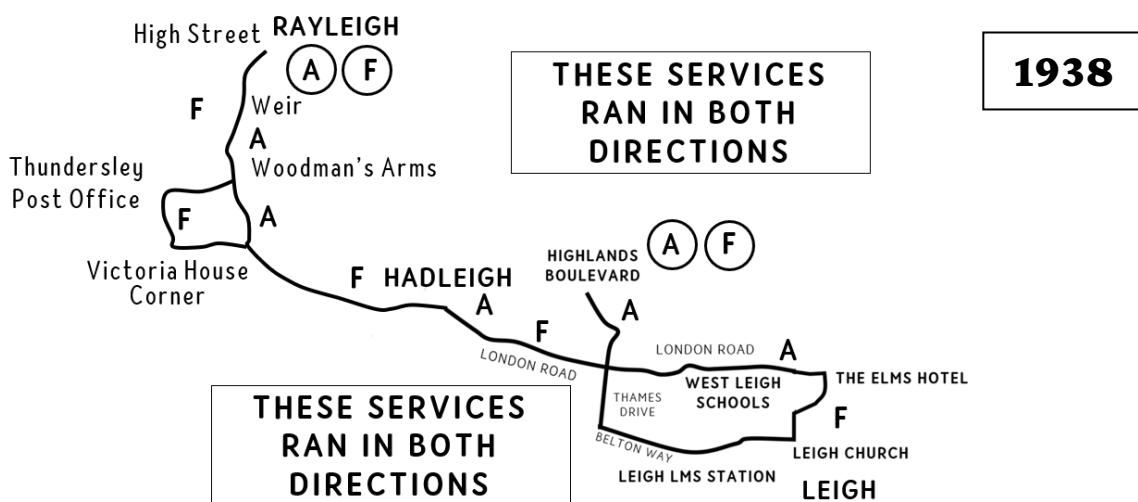 High Street
RAYLEIGH
A F
1938
THESE SERVICES
RAN IN BOTH
DIRECTIONS
F
Weir
A
Thundersley
Post Office
Woodman's Arms
F
A
Victoria House
Corner
F
HADLEIGH
A
HIGHLANDS
BOULEVARD
A F
A
F
LONDON ROAD
LONDON ROAD
A
WEST LEIGH
SCHOOLS
THE ELMS HOTEL
THAMES
DRIVE
F
BELTON WAY
LEIGH CHURCH
LEIGH LMS STATION
LEIGH
THESE SERVICES
RAN IN BOTH
DIRECTIONS